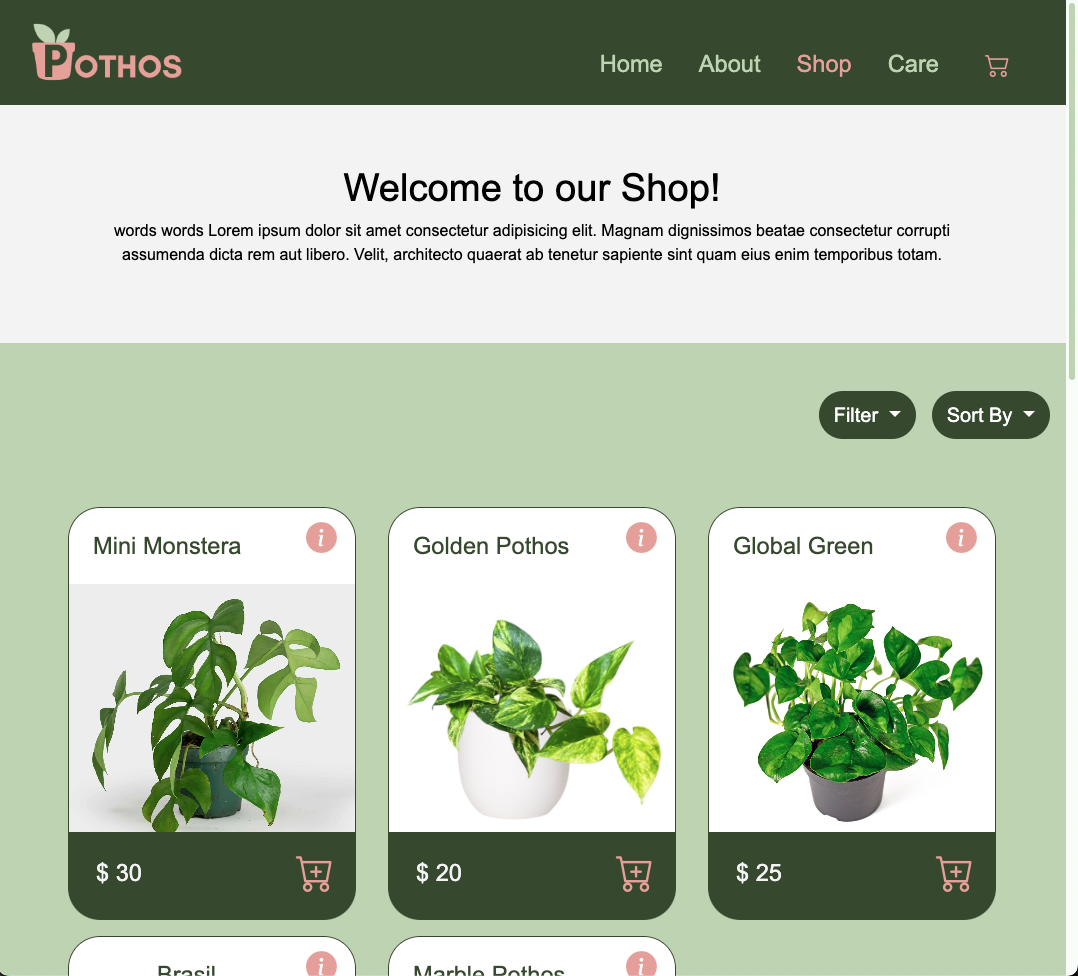 POTHOS
Home About Shop Care
Welcome to our Shop!
words words Lorem ipsum dolor sit amet consectetur adipisicing elit. Magnam dignissimos beatae consectetur corrupti
assumenda dicta rem aut libero. Velit, architecto quaerat ab tenetur sapiente sint quam eius enim temporibus totam.
Filter Sort By
Mini Monstera i Golden Pothos i Global Green i
$ 30 $ 20 $ 25
Brasil i Marble Pothos i